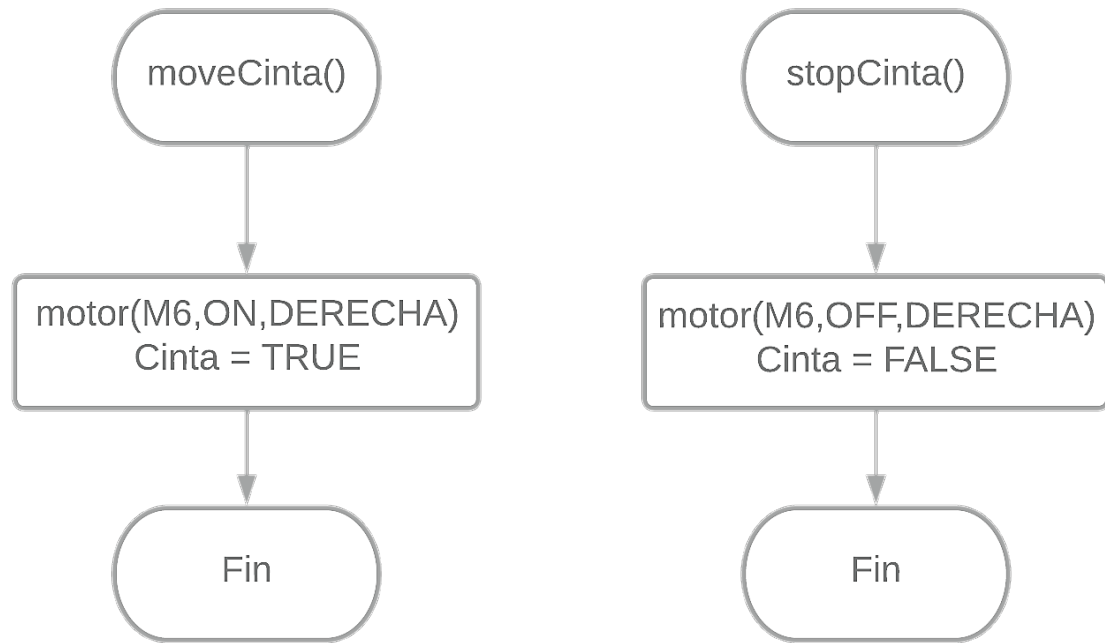 moveCinta()
motor(M6,ON,DERECHA)
Cinta = TRUE
Fin
stopCinta()
motor(M6,OFF,DERECHA)
Cinta = FALSE
Fin